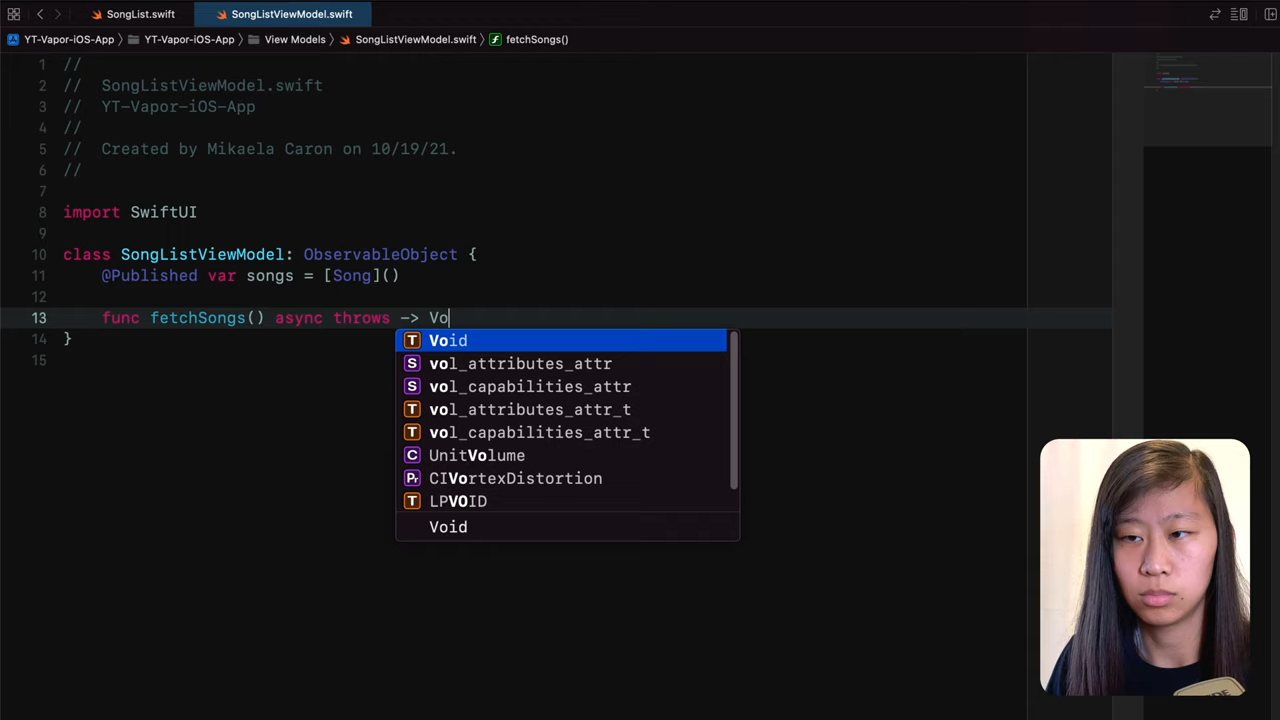 SongList.swift
SongListViewModel.swift
YT-Vapor-iOS-App
YT-Vapor-iOS-App
View Models
SongListViewModel.swift
fetchSongs()
1 //
2 // SongListViewModel.swift
3 // YT-Vapor-iOS-App
4 //
5 // Created by Mikaela Caron on 10/19/21.
6 //
7
8 import SwiftUI
9
10 class SongListViewModel: ObservableObject {
11 @Published var songs = [Song]()
12
13 func fetchSongs() async throws -> Vo
14 }
15
T Void
S vol_attributes_attr
S vol_capabilities_attr
T vol_attributes_attr_t
T vol_capabilities_attr_t
C UnitVolume
Pr CIVortexDistortion
T LPVOID
Void